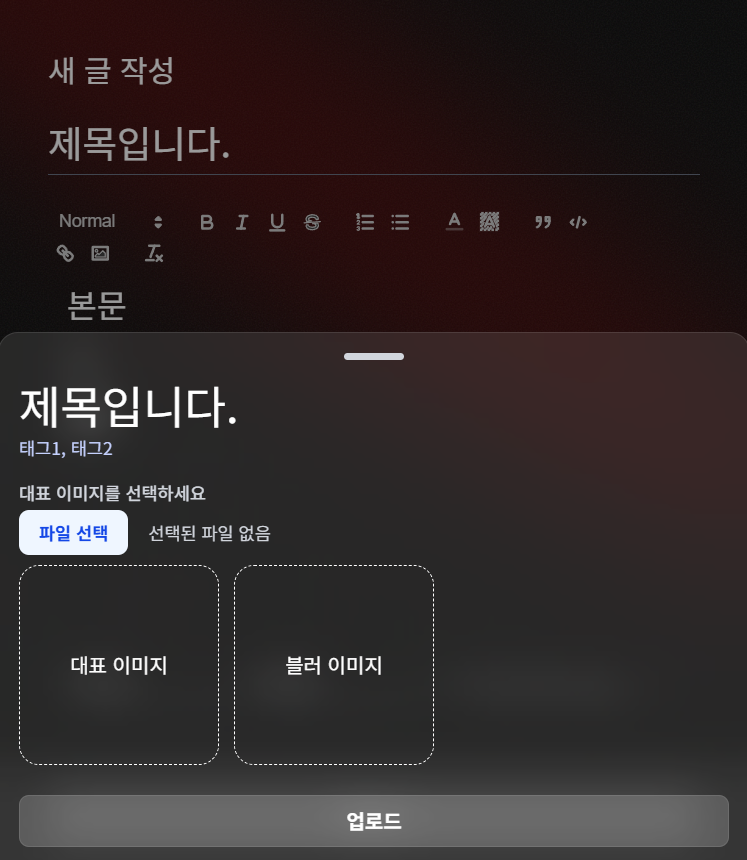 새 글 작성
제목입니다.
Normal
본문
제목입니다.
태그1, 태그2
대표 이미지를 선택하세요
파일 선택 선택된 파일 없음
대표 이미지 블러 이미지
업로드